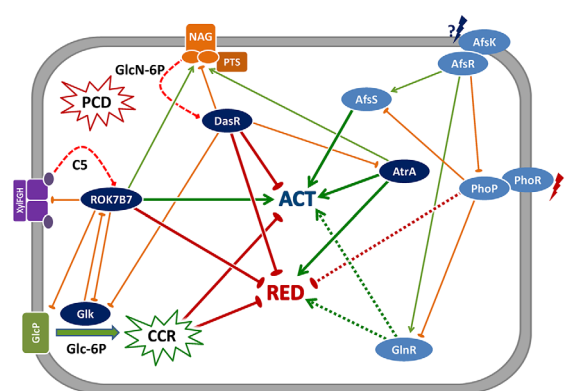 NAG
PTS
?
AfsK
AfsR
GlcN-6P
PCD
DasR
AfsS
C5
AtrA
PhoP
PhoR
XylFGH
ROK7B7
ACT
RED
Glk
GlcP
Glc-6P
CCR
GlnR